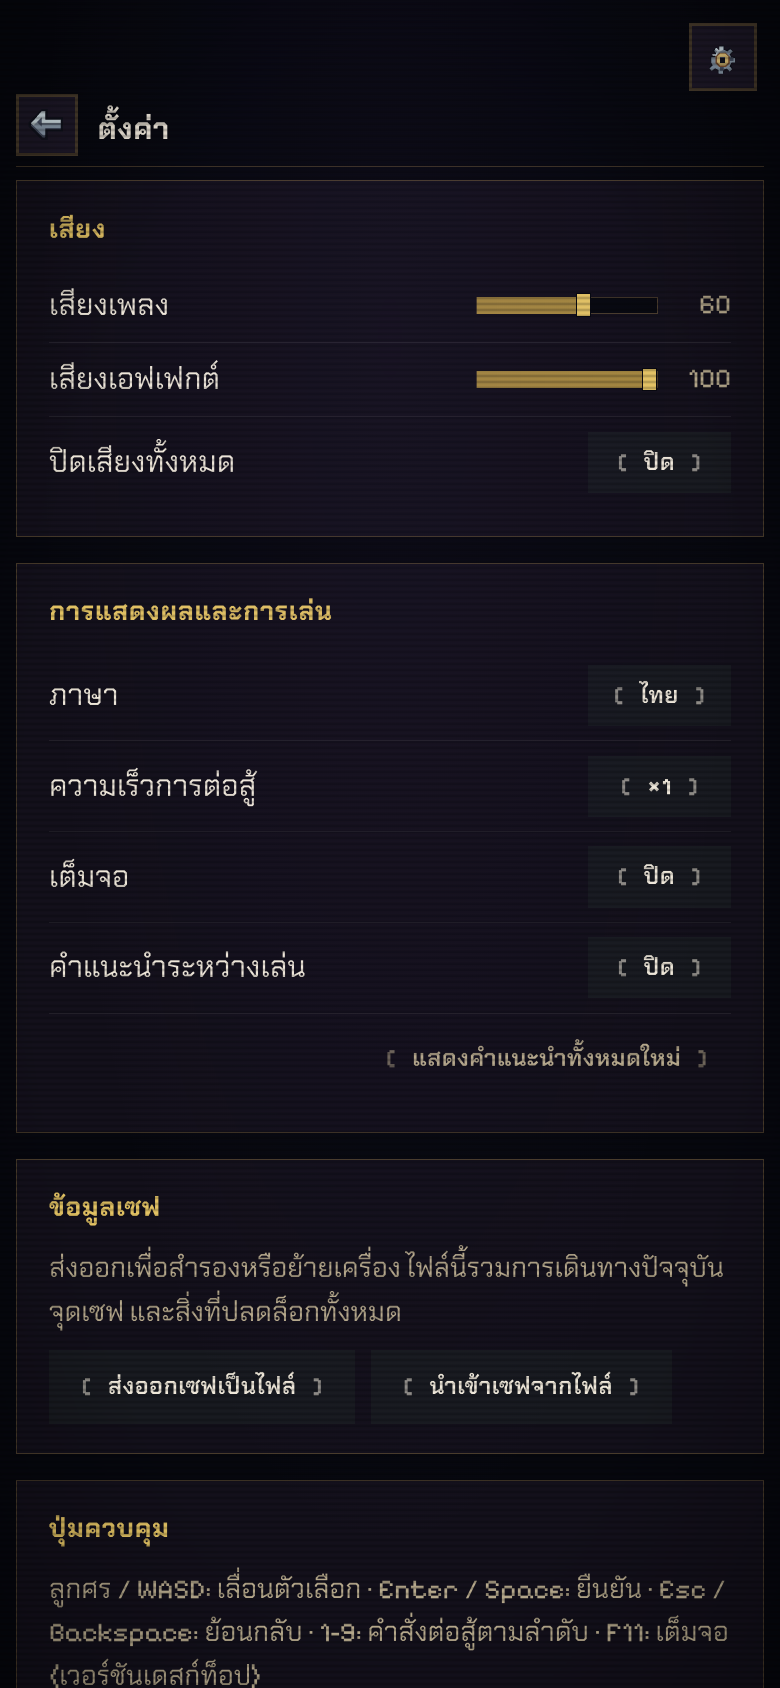 ตั้งค่า
เสียง
เสียงเพลง 60
เสียงเอฟเฟกต์ 100
ปิดเสียงทั้งหมด [ ปิด ]
การแสดงผลและการเล่น
ภาษา [ ไทย ]
ความเร็วการต่อสู้ [ ×1 ]
เต็มจอ [ ปิด ]
คำแนะนำระหว่างเล่น [ ปิด ]
[ แสดงคำแนะนำทั้งหมดใหม่ ]
ข้อมูลเซฟ
ส่งออกเพื่อสำรองหรือย้ายเครื่อง ไฟล์นี้รวมการเดินทางปัจจุบัน
จุดเซฟ และสิ่งที่ปลดล็อกทั้งหมด
[ ส่งออกเซฟเป็นไฟล์ ] [ นำเข้าเซฟจากไฟล์ ]
ปุ่มควบคุม
ลูกศร / WASD: เลื่อนตัวเลือก · Enter / Space: ยืนยัน · Esc /
Backspace: ย้อนกลับ · 1-9: คำสั่งต่อสู้ตามลำดับ · F11: เต็มจอ
(เวอร์ชันเดสก์ท็อป)